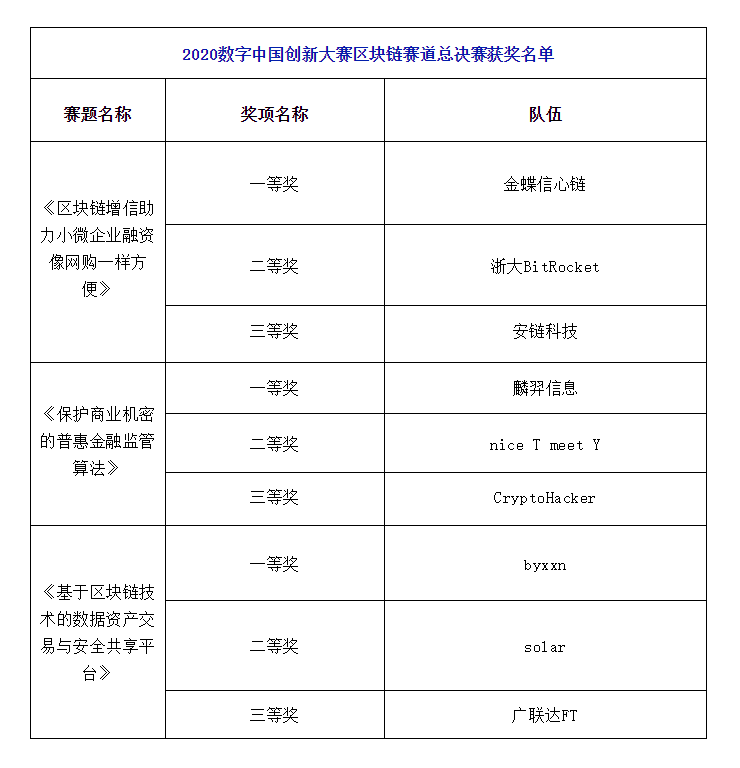 2020数字中国创新大赛区块链赛道总决赛获奖名单
赛题名称
奖项名称
队伍
《区块链增信助
力小微企业融资
像网购一样方
便》
一等奖
金蝶信心链
二等奖
浙大BitRocket
三等奖
安链科技
《保护商业机密
的普惠金融监管
算法》
一等奖
麟羿信息
二等奖
nice T meet Y
三等奖
CryptoHacker
《基于区块链技
术的数据资产交
易与安全共享平
台》
一等奖
byxxn
二等奖
solar
三等奖
广联达FT